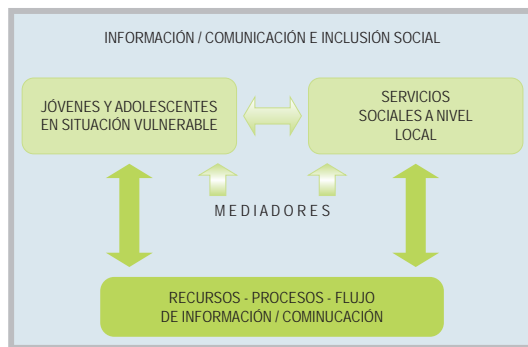 INFORMACIÓN / COMUNICACIÓN E INCLUSIÓN SOCIAL
JÓVENES Y ADOLESCENTES
EN SITUACIÓN VULNERABLE
SERVICIOS
SOCIALES A NIVEL
LOCAL
MEDIADORES
RECURSOS - PROCESOS - FLUJO
DE INFORMACIÓN / COMINUCACIÓN